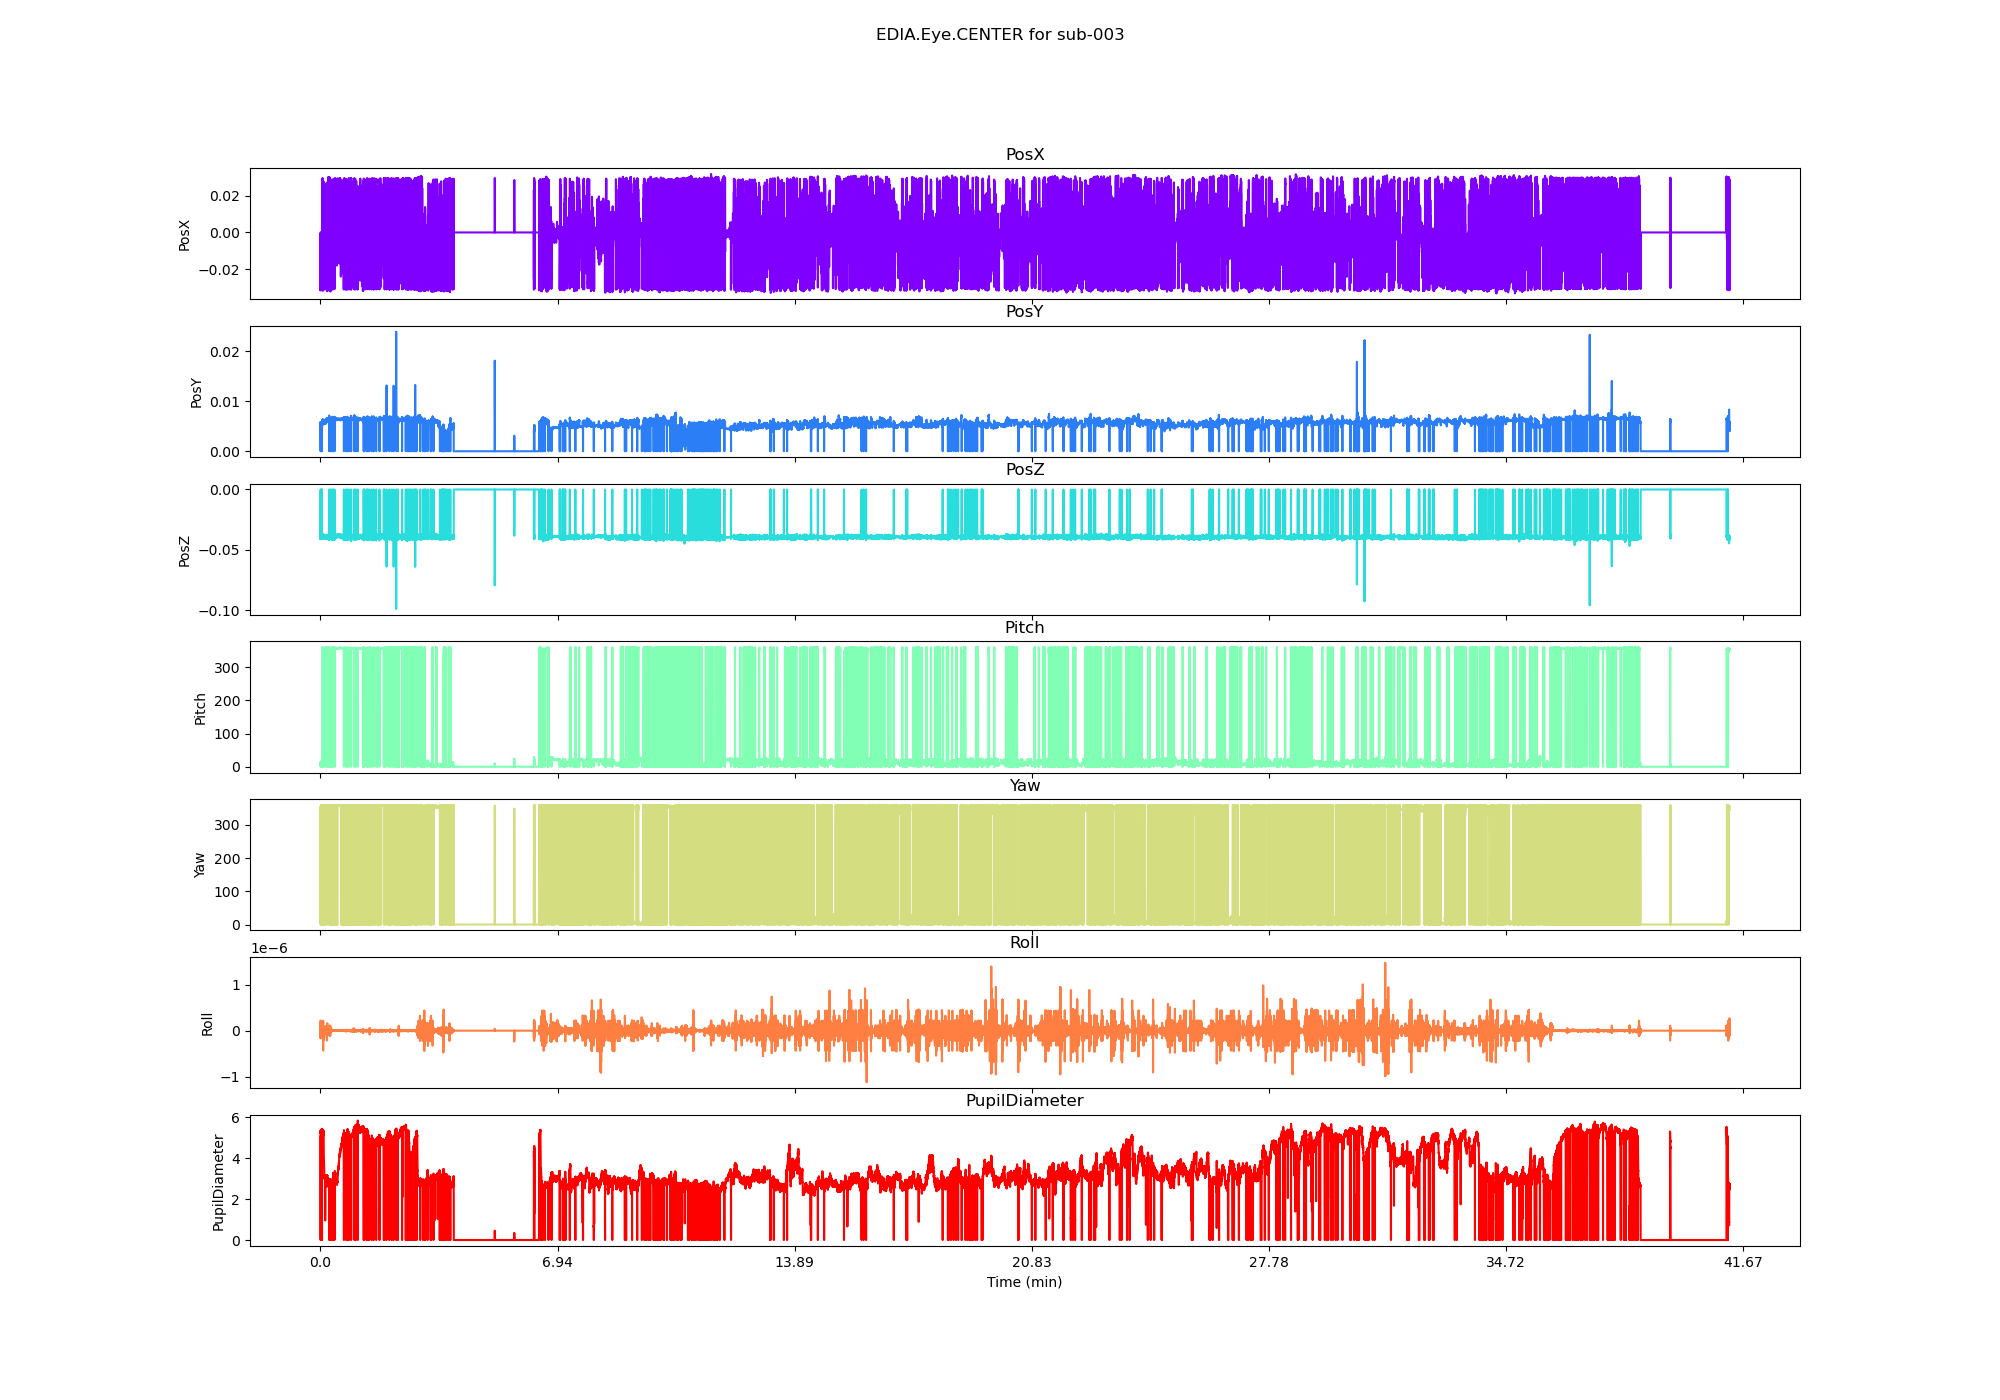 EDIA.Eye.CENTER for sub-003
PosX
PosX
0.02
0.00
−0.02
PosY
PosY
0.02
0.01
0.00
PosZ
PosZ
0.00
−0.05
−0.10
Pitch
Pitch
300
200
100
0
Yaw
Yaw
300
200
100
0
1e−6
Roll
Roll
1
0
−1
PupilDiameter
PupilDiameter
6
4
2
0
0.0 6.94 13.89 20.83 27.78 34.72 41.67
Time (min)